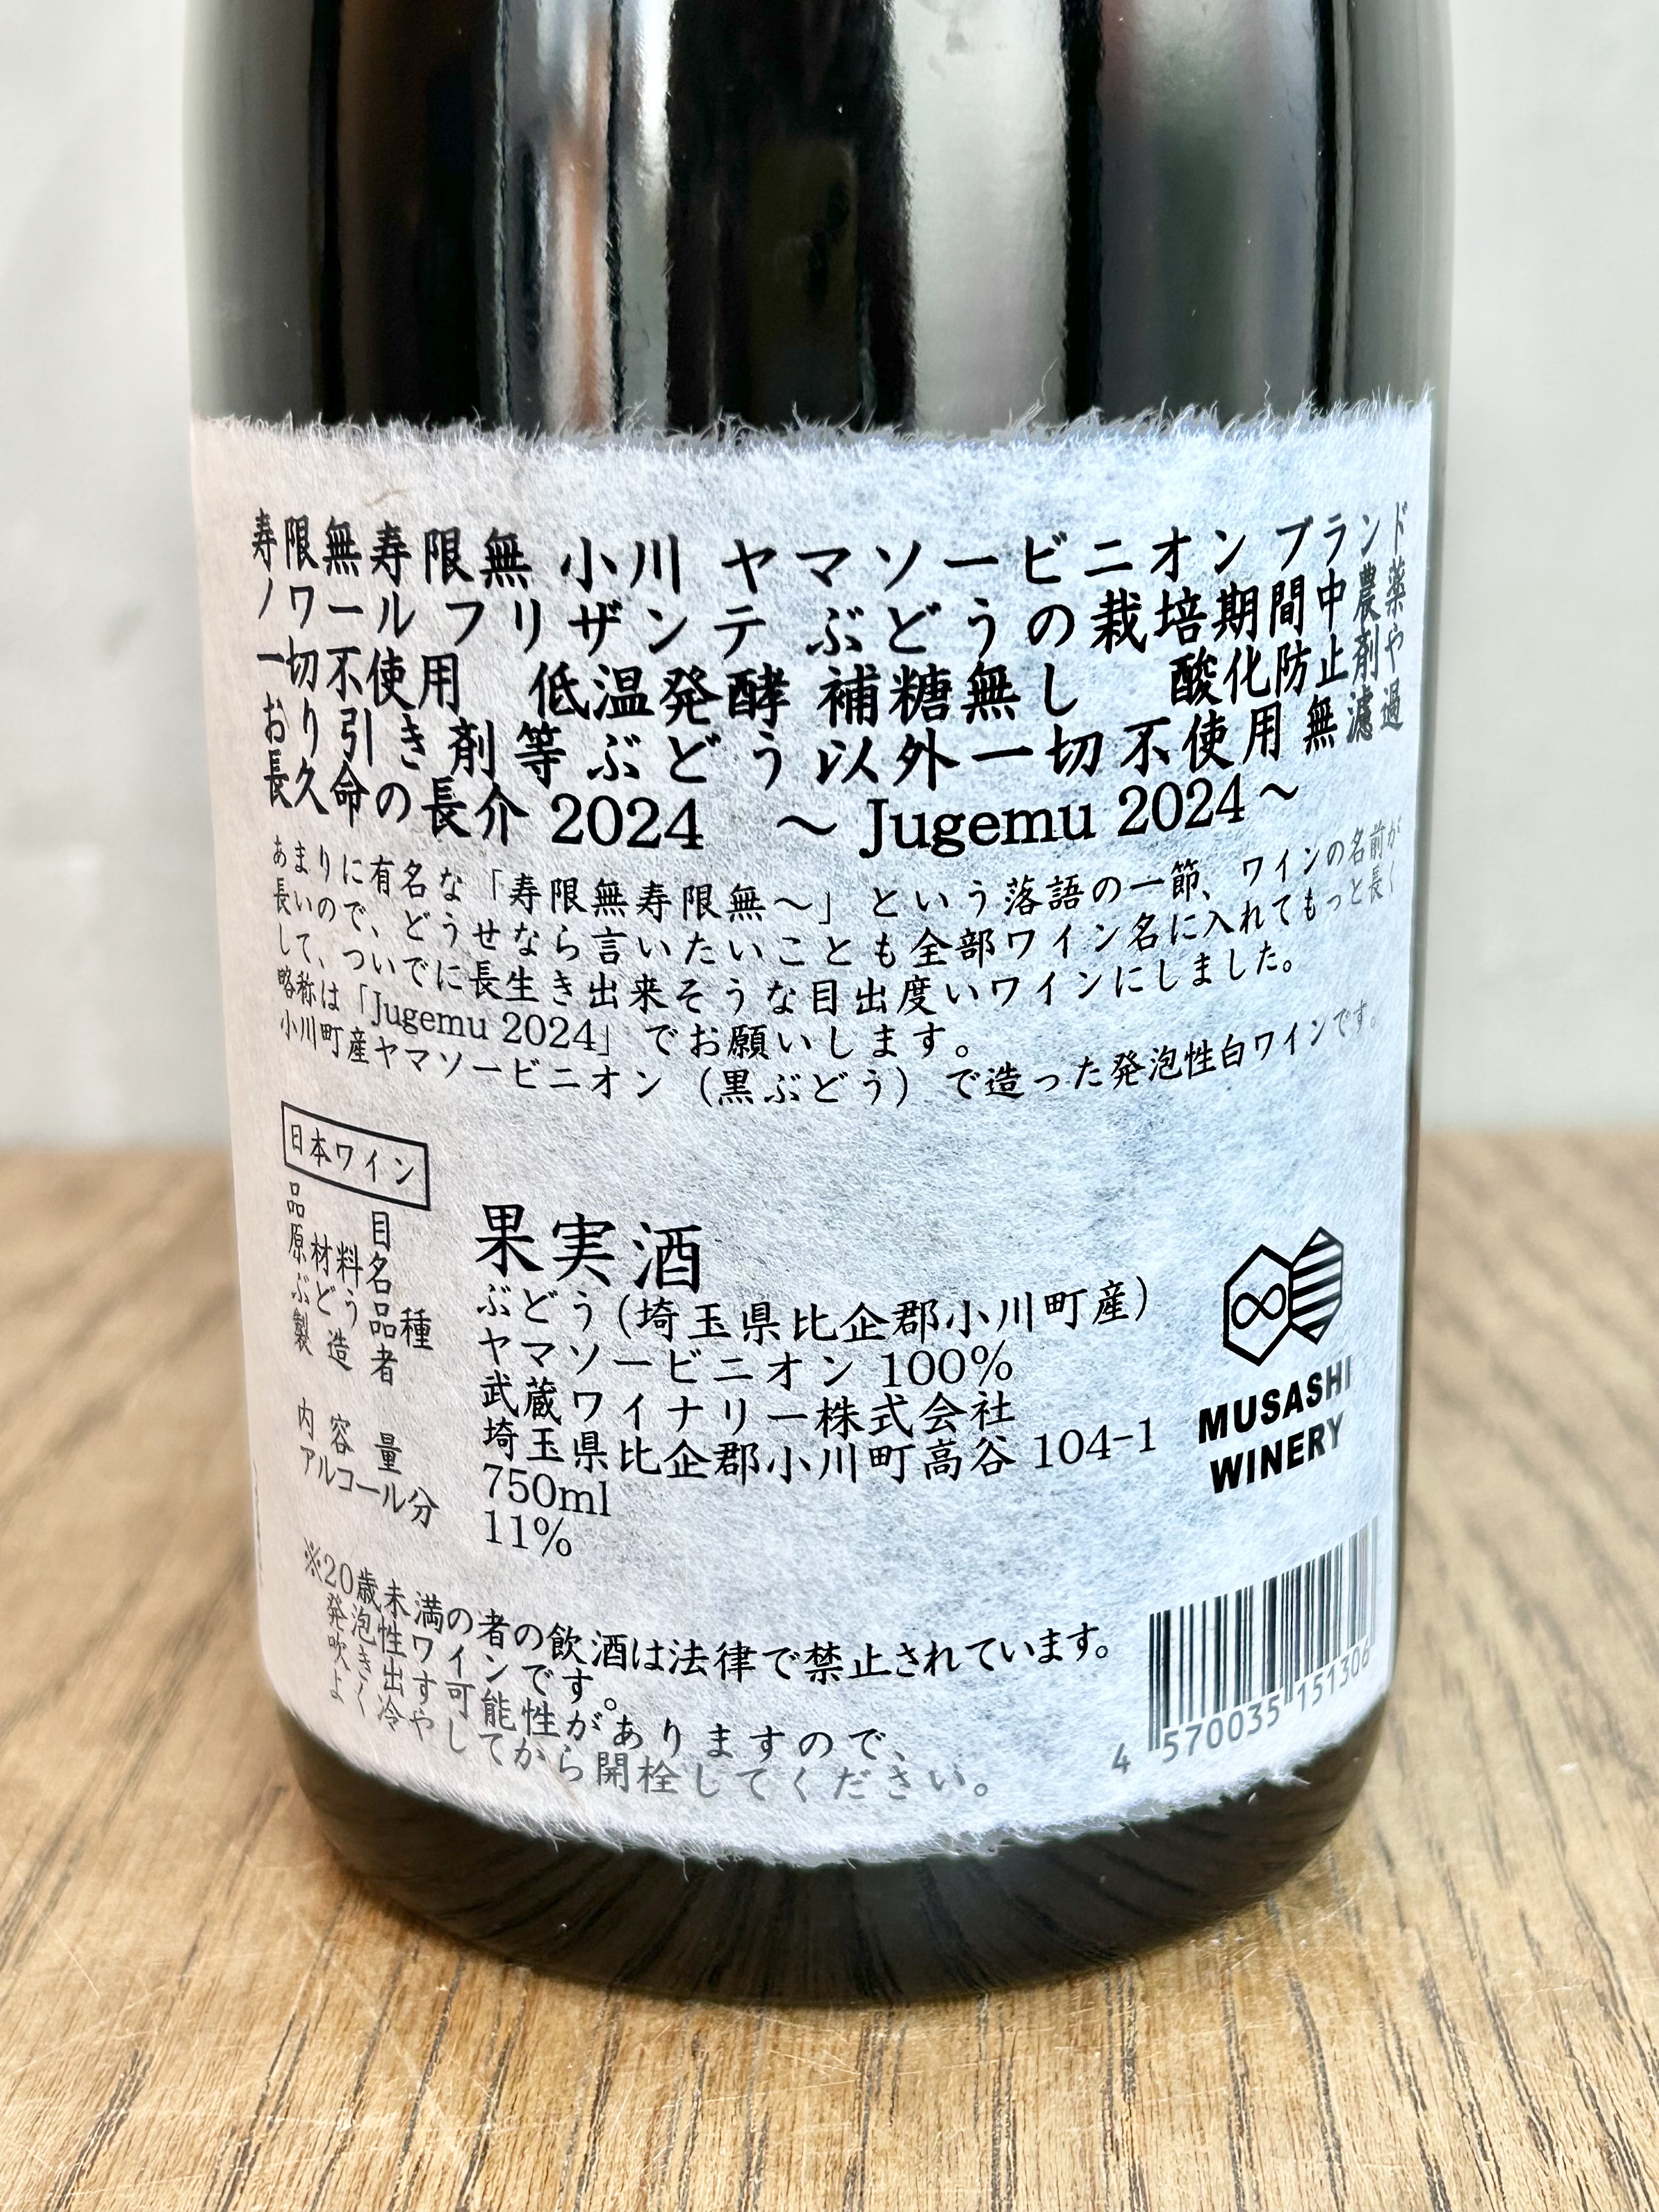 寿限無寿限無 小川 ヤマソービニオン ブランド
ノワール フリザンテ ぶどうの栽培期間中農薬
一切不使用　低温発酵 補糖無し　酸化防止剤や
おり引き剤等ぶどう以外一切不使用 無濾過
長久命の長介 2024　～ Jugemu 2024～
あまりに有名な「寿限無寿限無～」という落語の一節、ワインの名前が
長いので、どうせなら言いたいことも全部ワイン名に入れてもっと長く
して、ついでに長生き出来そうな目出度いワインにしました。
略称は「Jugemu 2024」でお願いします。
小川町産ヤマソービニオン（黒ぶどう）で造った発泡性白ワインです。
日本ワイン
品目 果実酒
原材料名 ぶどう(埼玉県比企郡小川町産)
ぶどう品種 ヤマソービニオン 100%
製造者 武蔵ワイナリー株式会社
埼玉県比企郡小川町高谷 104-1
内容量 750ml
アルコール分 11%
MUSASHI
WINERY
※20歳未満の者の飲酒は法律で禁止されています。
発泡性ワインです。
吹きこ出す可能性がありますので、
よく冷やしてから開栓してください。
4 570035 151306